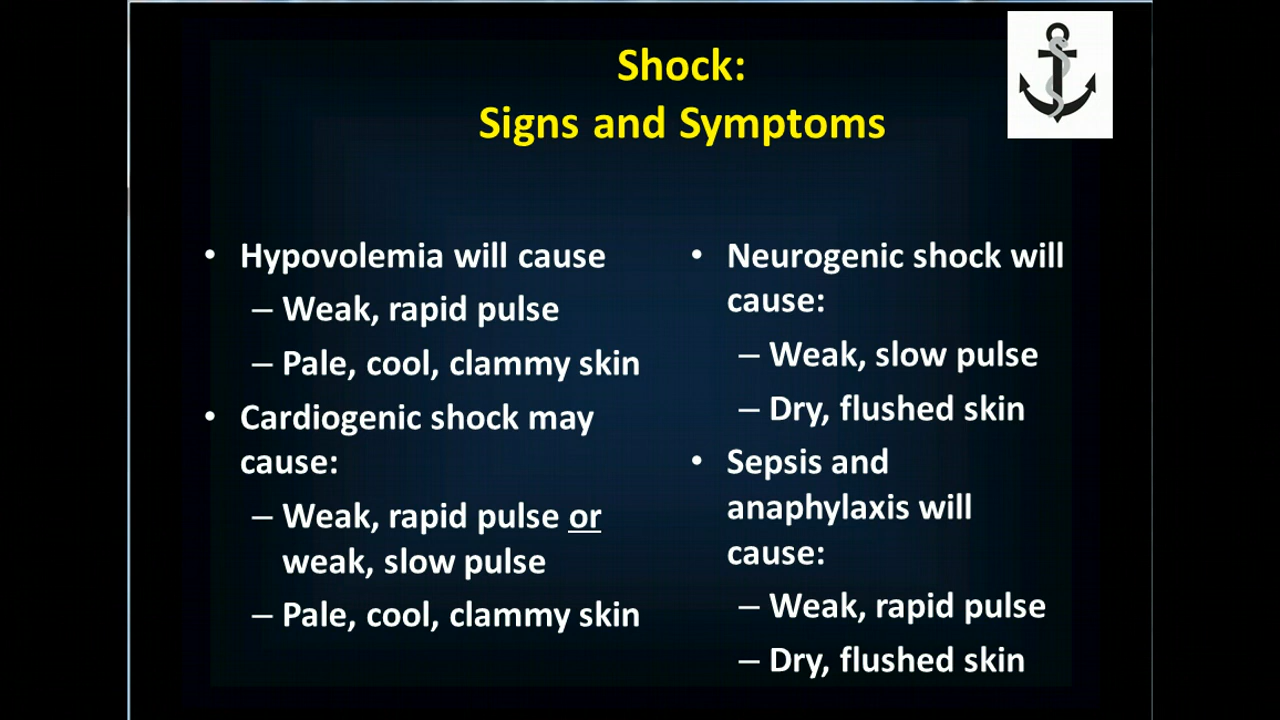 Shock:
Signs and Symptoms
• Hypovolemia will cause
– Weak, rapid pulse
– Pale, cool, clammy skin
• Cardiogenic shock may
cause:
– Weak, rapid pulse or
weak, slow pulse
– Pale, cool, clammy skin
• Neurogenic shock will
cause:
– Weak, slow pulse
– Dry, flushed skin
• Sepsis and
anaphylaxis will
cause:
– Weak, rapid pulse
– Dry, flushed skin